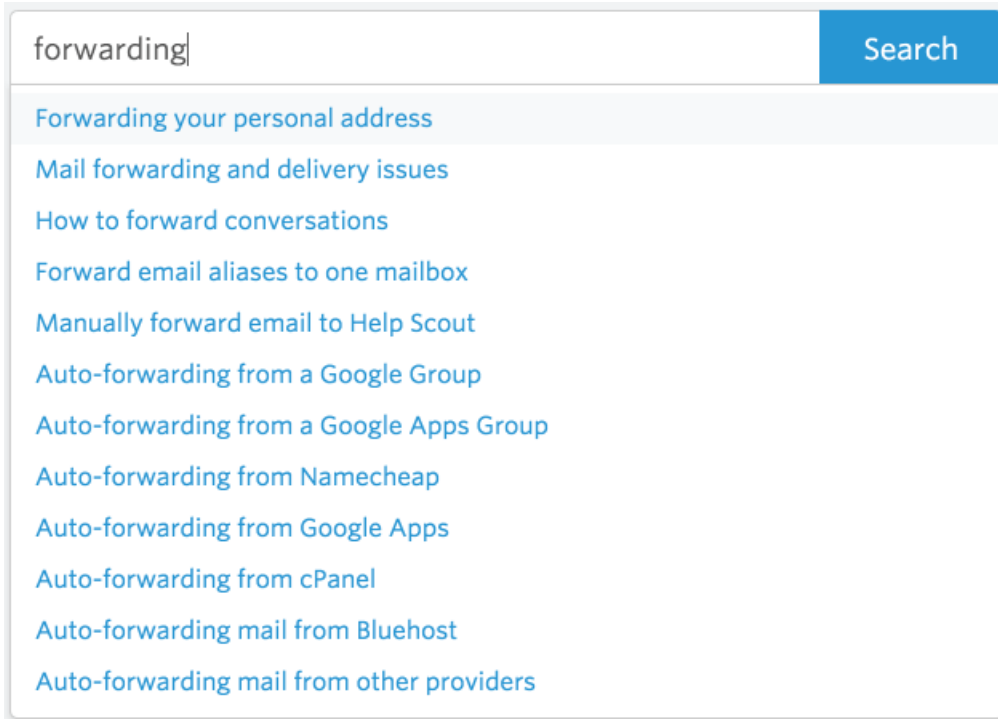 forwarding
Search
Forwarding your personal address
Mail forwarding and delivery issues
How to forward conversations
Forward email aliases to one mailbox
Manually forward email to Help Scout
Auto-forwarding from a Google Group
Auto-forwarding from a Google Apps Group
Auto-forwarding from Namecheap
Auto-forwarding from Google Apps
Auto-forwarding from cPanel
Auto-forwarding mail from Bluehost
Auto-forwarding mail from other providers